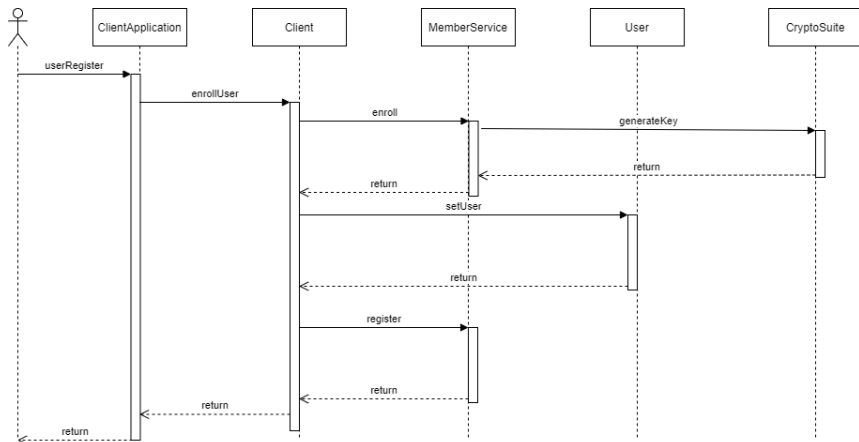 ClientApplication
Client
MemberService
User
CryptoSuite
userRegister
enrollUser
enroll
generateKey
return
return
setUser
return
register
return
return
return